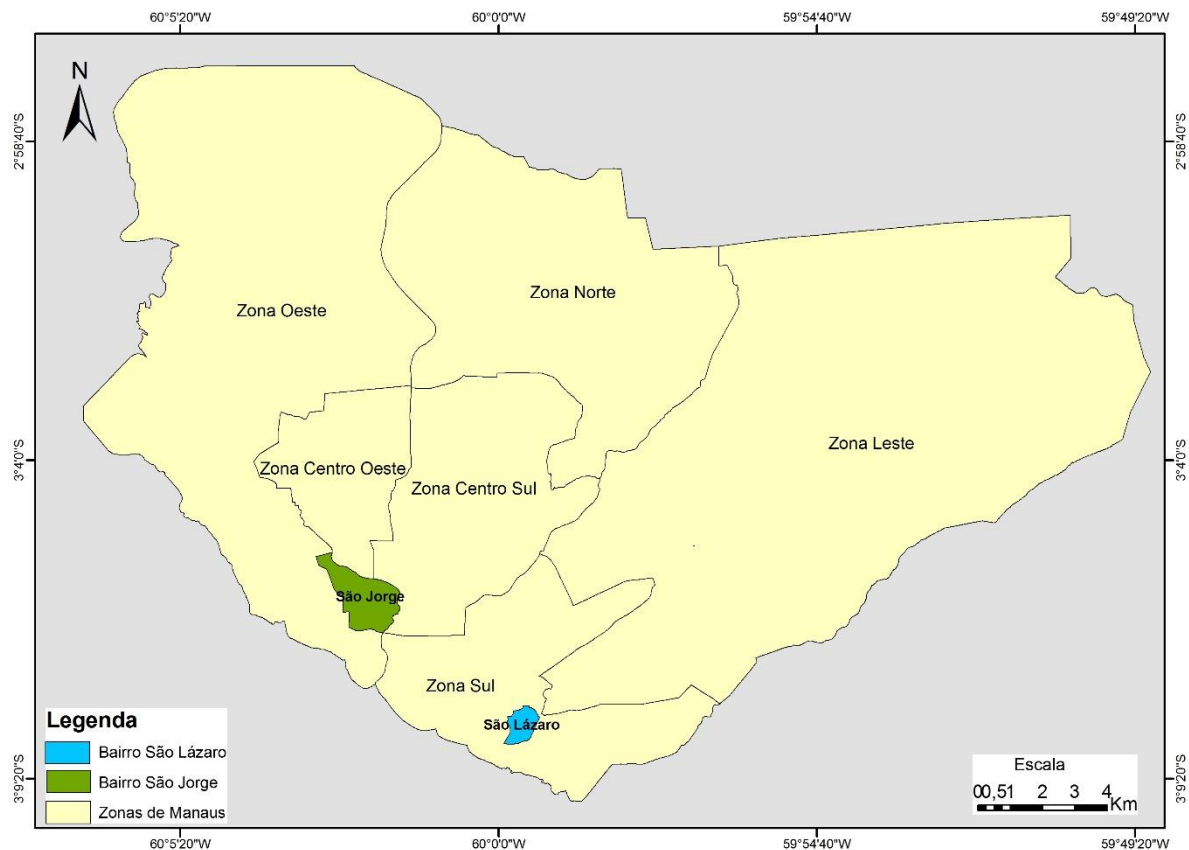 60°5'20"W 60°0'0"W 59°54'40"W 59°49'20"W
N
2°58'40"S 2°58'40"S
Zona Oeste
Zona Norte
Zona Leste
3°4'0"S 3°4'0"S
Zona Centro Oeste
Zona Centro Sul
São Jorge
Zona Sul
São Lázaro
Legenda
Bairro São Lázaro
Bairro São Jorge
Zonas de Manaus
Escala
00,51 2 3 4
Km
3°9'20"S 3°9'20"S
60°5'20"W 60°0'0"W 59°54'40"W 59°49'20"W